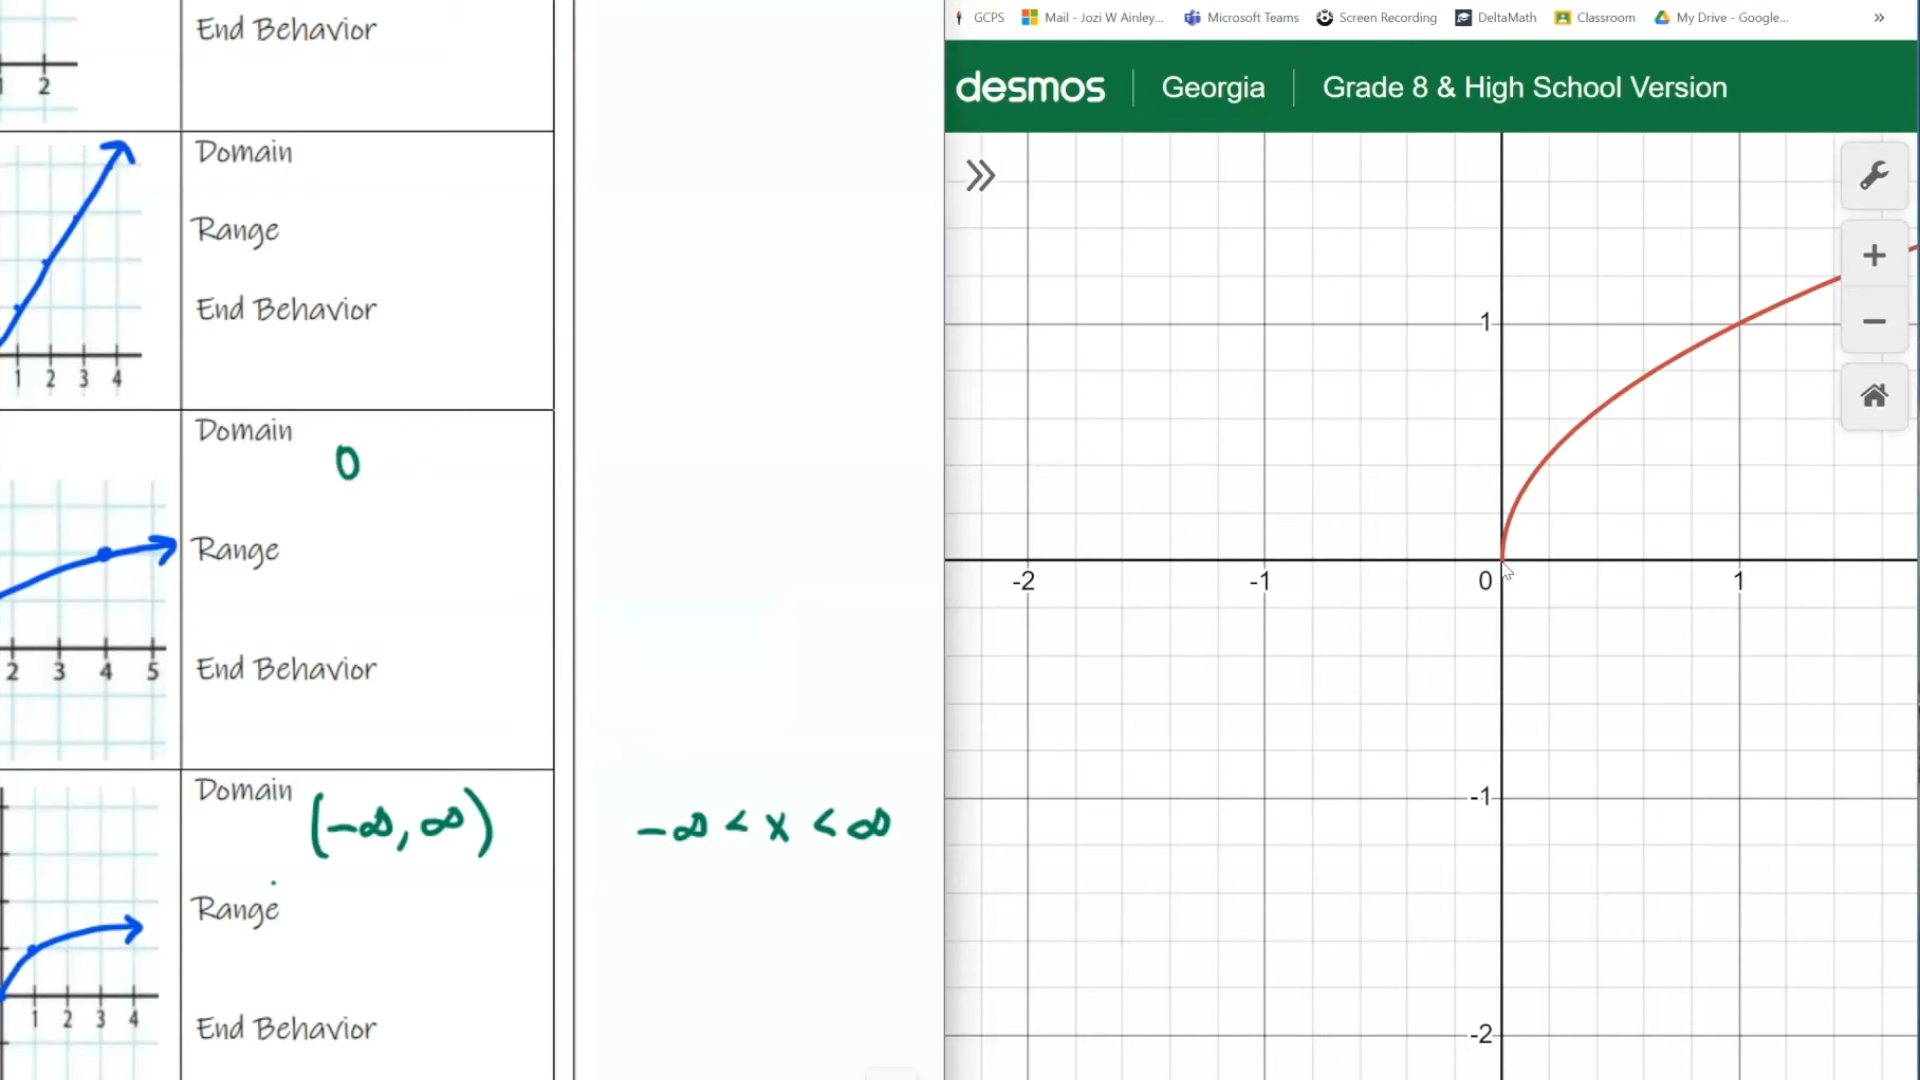 End Behavior
2
Domain
Range
End Behavior
1 2 3 4
Domain
0
Range
2 3 4 5
End Behavior
Domain (-∞, ∞) -∞ < x < ∞
Range
1 2 3 4
End Behavior
GCPS Mail - Jozi W Ainley... Microsoft Teams Screen Recording DeltaMath Classroom My Drive - Google... »
desmos Georgia Grade 8 & High School Version
1
-2 -1 0 1
-1
-2